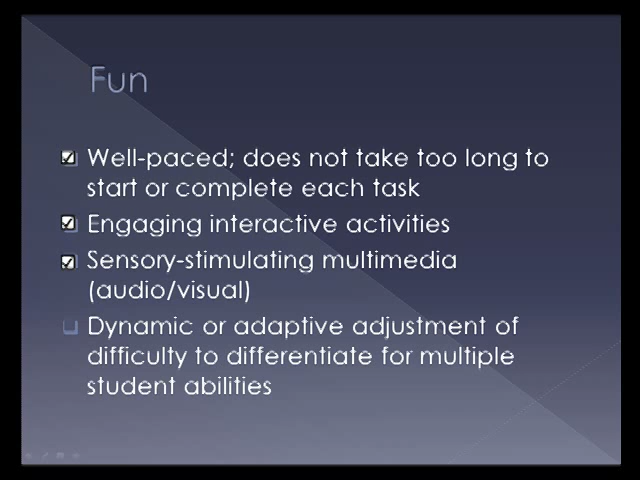 Fun
Well-paced; does not take too long to
start or complete each task
Engaging interactive activities
Sensory-stimulating multimedia
(audio/visual)
Dynamic or adaptive adjustment of
difficulty to differentiate for multiple
student abilities